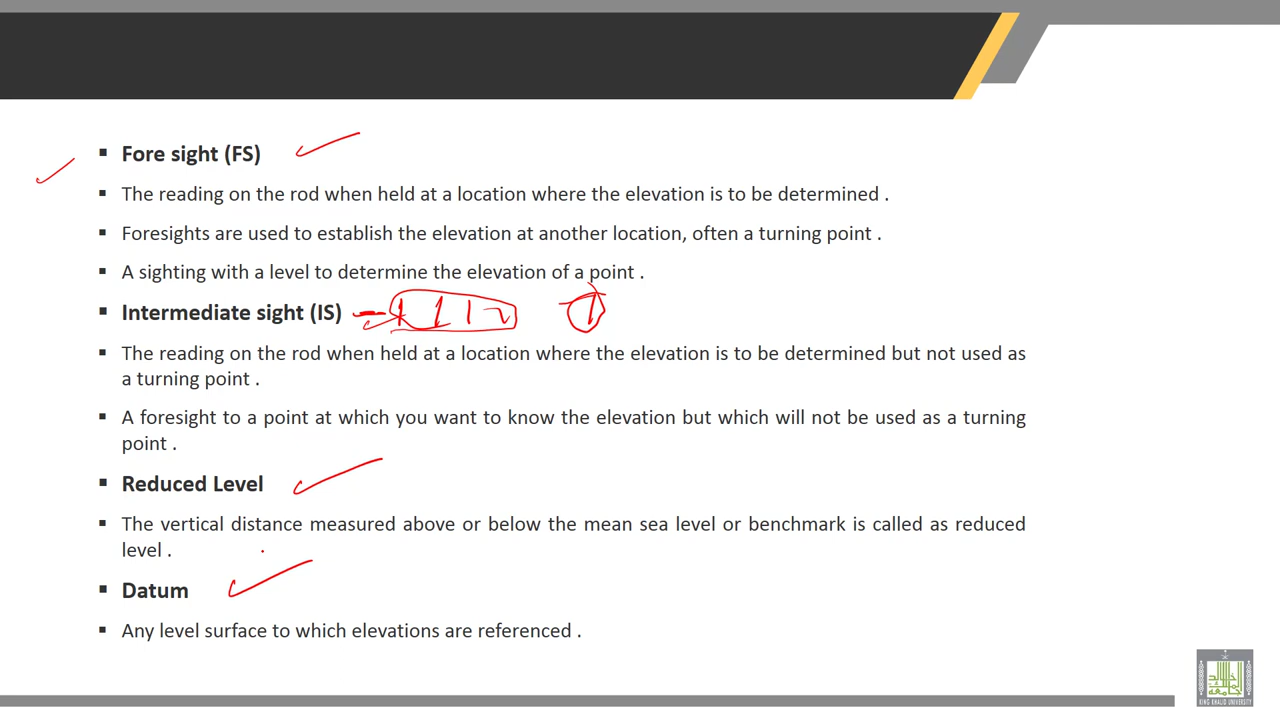 ▪ Fore sight (FS)
▪ The reading on the rod when held at a location where the elevation is to be determined .
▪ Foresights are used to establish the elevation at another location, often a turning point .
▪ A sighting with a level to determine the elevation of a point .
▪ Intermediate sight (IS)
▪ The reading on the rod when held at a location where the elevation is to be determined but not used as
a turning point .
▪ A foresight to a point at which you want to know the elevation but which will not be used as a turning
point .
▪ Reduced Level
▪ The vertical distance measured above or below the mean sea level or benchmark is called as reduced
level .
▪ Datum
▪ Any level surface to which elevations are referenced .
KING KHALID UNIVERSITY